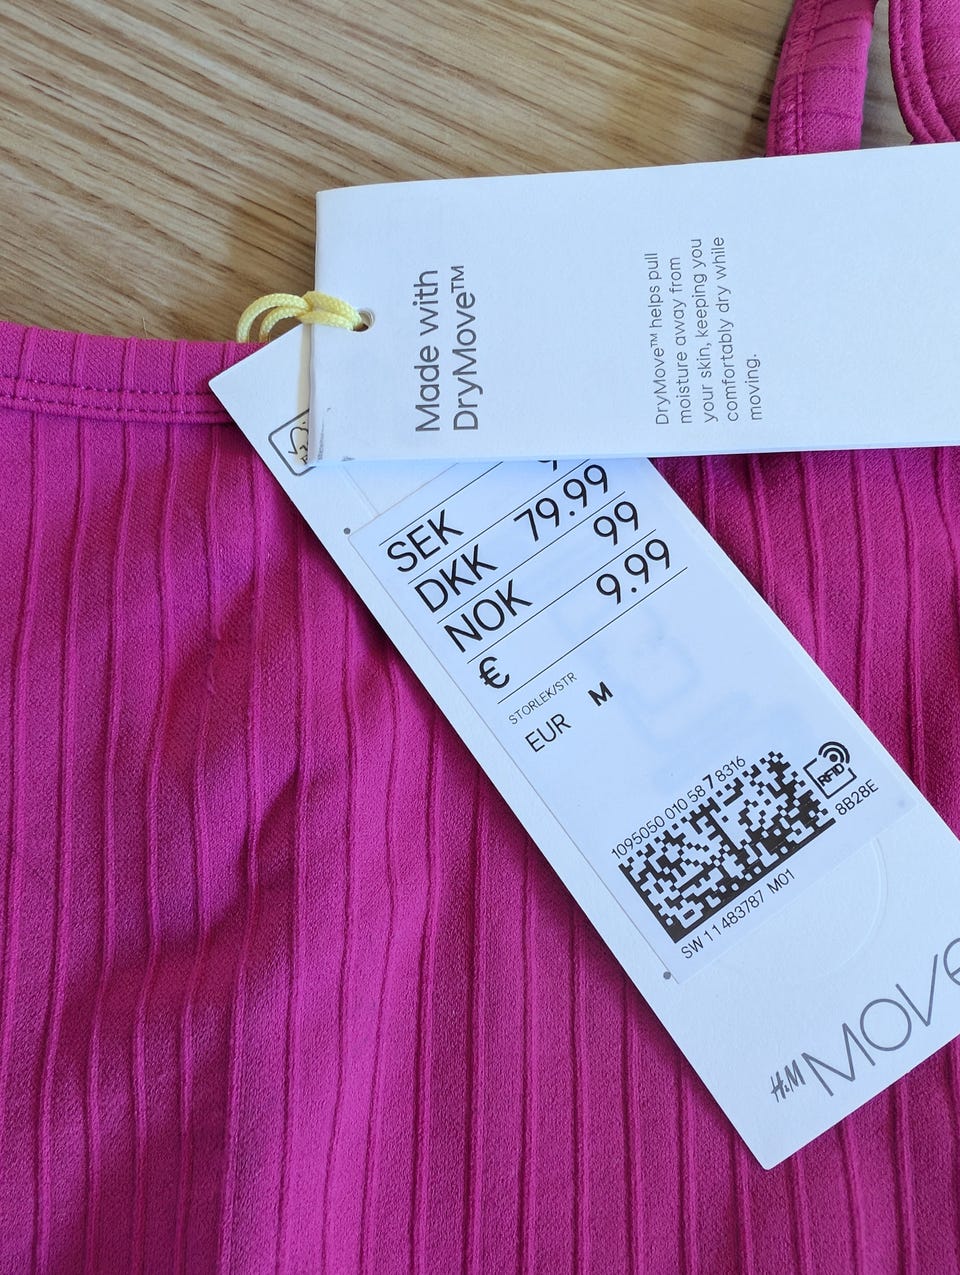 Made with
DryMove™
DryMove™ helps pull
moisture away from
your skin, keeping you
comfortably dry while
moving.
SEK
DKK 79.99
NOK 99
€ 9.99
STORLEK/STR
EUR M
1095050 010 58 7 8316
RFID
8B28E
SW 11 483787 M01
H&M MOVE